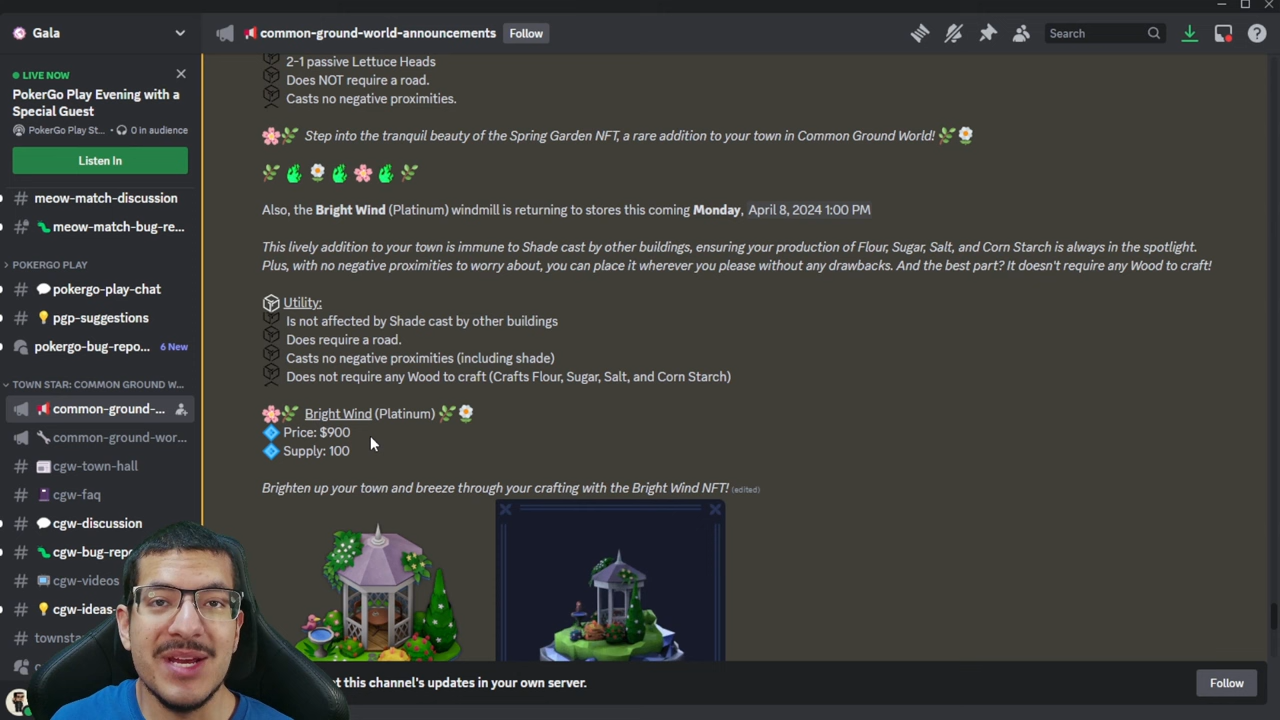 Gala
LIVE NOW
PokerGo Play Evening with a
Special Guest
PokerGo Play St... • 0 in audience
Listen In
# meow-match-discussion
# meow-match-bug-re...
POKERGO PLAY
# pokergo-play-chat
# pgp-suggestions
pokergo-bug-repo... 6 New
TOWN STAR: COMMON GROUND W...
common-ground-...
common-ground-wor...
# cgw-town-hall
# cgw-faq
# cgw-discussion
# cgw-bug-repo
# cgw-videos
# cgw-ideas-
# townsta
common-ground-world-announcements
Follow
Search
2-1 passive Lettuce Heads
Does NOT require a road.
Casts no negative proximities.
Step into the tranquil beauty of the Spring Garden NFT, a rare addition to your town in Common Ground World!
Also, the Bright Wind (Platinum) windmill is returning to stores this coming Monday, April 8, 2024 1:00 PM
This lively addition to your town is immune to Shade cast by other buildings, ensuring your production of Flour, Sugar, Salt, and Corn Starch is always in the spotlight.
Plus, with no negative proximities to worry about, you can place it wherever you please without any drawbacks. And the best part? It doesn't require any Wood to craft!
Utility:
Is not affected by Shade cast by other buildings
Does require a road.
Casts no negative proximities (including shade)
Does not require any Wood to craft (Crafts Flour, Sugar, Salt, and Corn Starch)
Bright Wind (Platinum)
Price: $900
Supply: 100
Brighten up your town and breeze through your crafting with the Bright Wind NFT! (edited)
t this channel's updates in your own server.
Follow